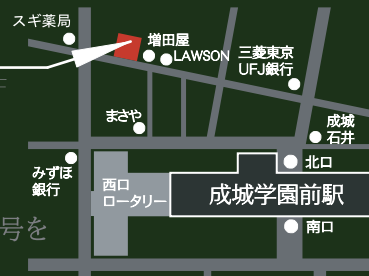 スギ薬局
増田屋
LAWSON
三菱東京
UFJ銀行
まさや
成城
石井
みずほ
銀行
西口
ロータリー
北口
成城学園前駅
南口
号を